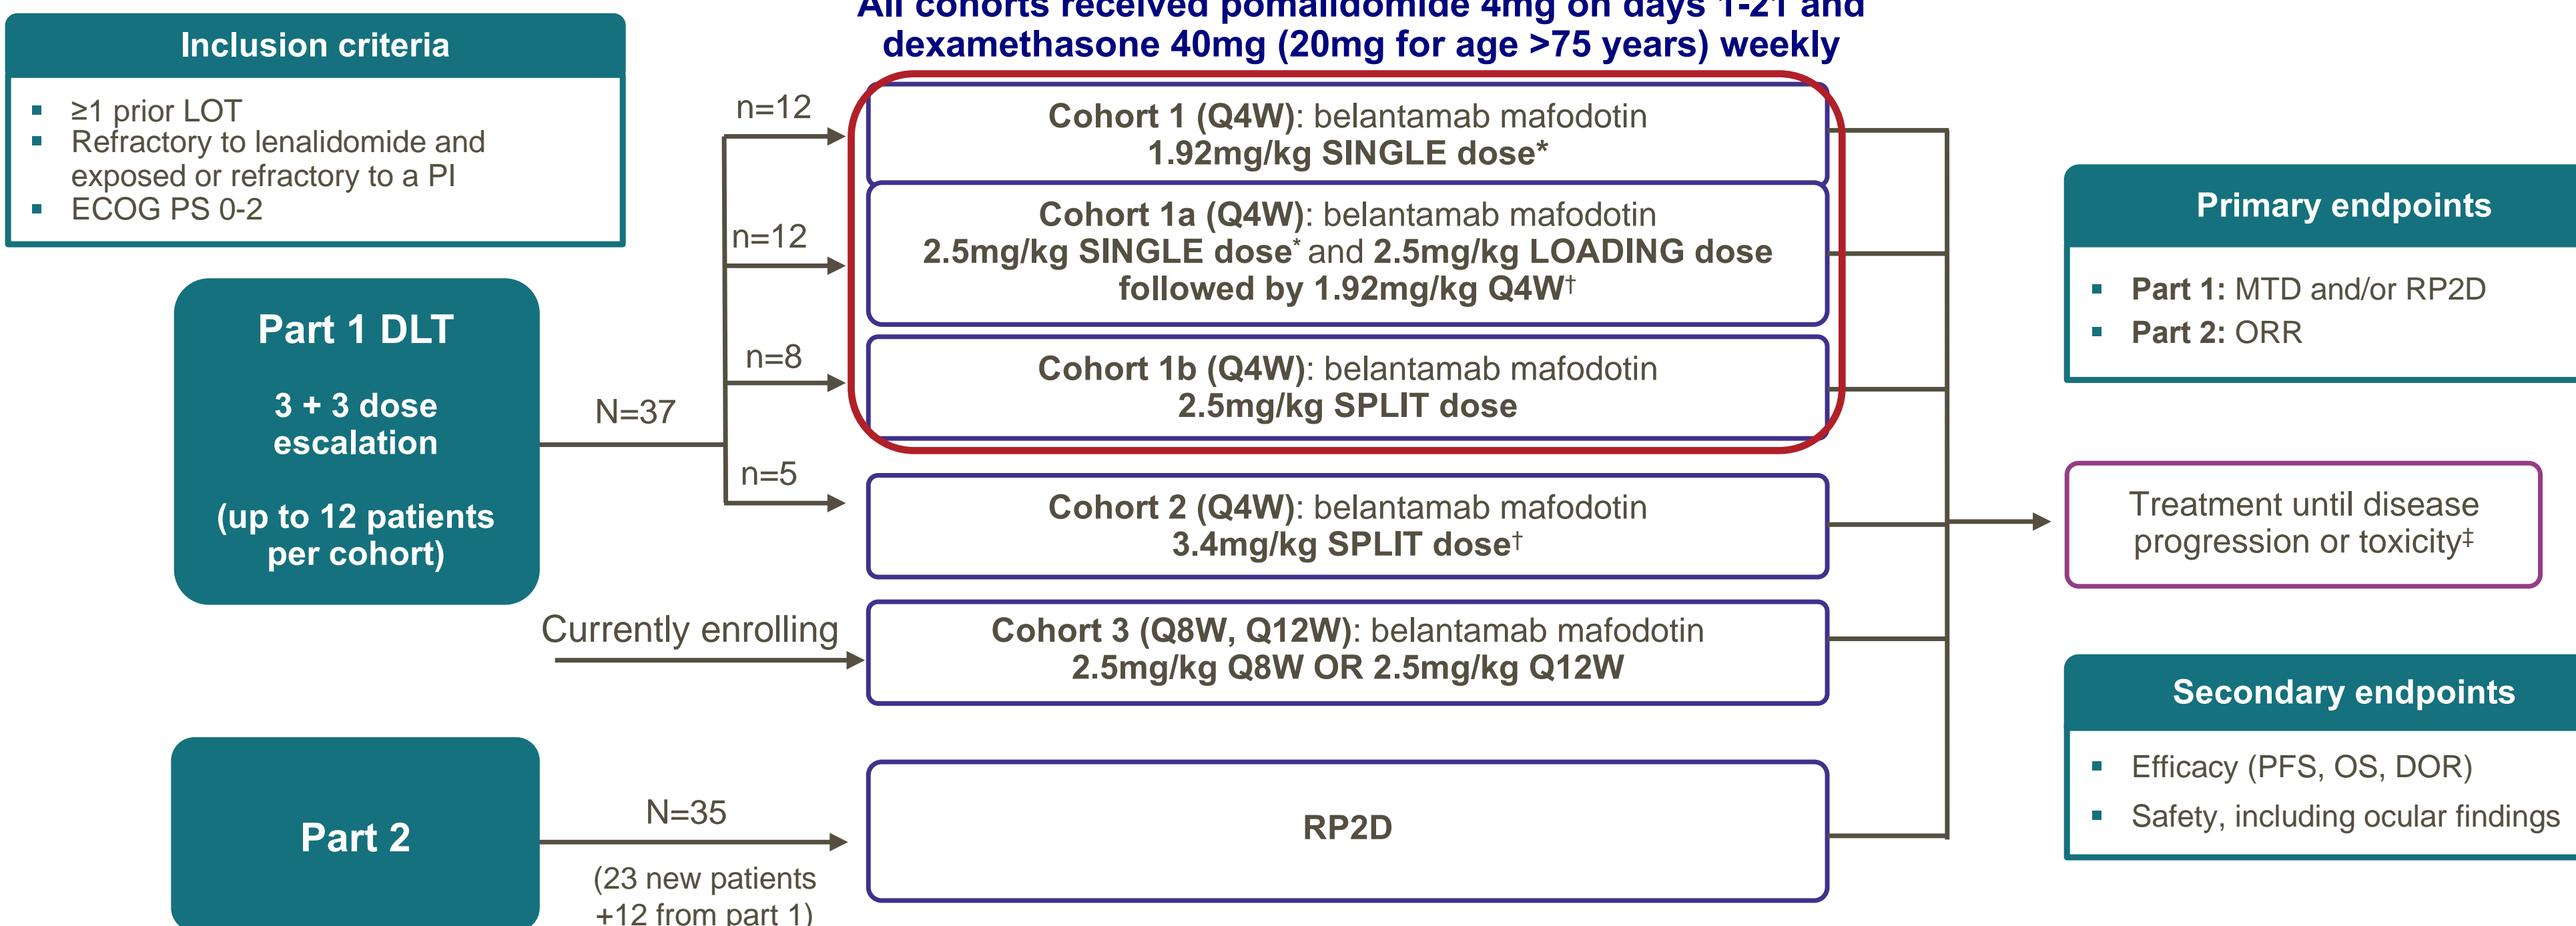 All cohorts received pomalidomide 4mg on days 1-21 and
dexamethasone 40mg (20mg for age >75 years) weekly
Inclusion criteria
▪ ≥1 prior LOT
▪ Refractory to lenalidomide and
exposed or refractory to a PI
▪ ECOG PS 0-2
Part 1 DLT
3 + 3 dose
escalation
(up to 12 patients
per cohort)
N=37
n=12
Cohort 1 (Q4W): belantamab mafodotin
1.92mg/kg SINGLE dose*
n=12
Cohort 1a (Q4W): belantamab mafodotin
2.5mg/kg SINGLE dose* and 2.5mg/kg LOADING dose
followed by 1.92mg/kg Q4W†
n=8
Cohort 1b (Q4W): belantamab mafodotin
2.5mg/kg SPLIT dose
n=5
Cohort 2 (Q4W): belantamab mafodotin
3.4mg/kg SPLIT dose†
Currently enrolling
Cohort 3 (Q8W, Q12W): belantamab mafodotin
2.5mg/kg Q8W OR 2.5mg/kg Q12W
Part 2
N=35
(23 new patients
+12 from part 1)
RP2D
Primary endpoints
▪ Part 1: MTD and/or RP2D
▪ Part 2: ORR
Treatment until disease
progression or toxicity‡
Secondary endpoints
▪ Efficacy (PFS, OS, DOR)
▪ Safety, including ocular findings